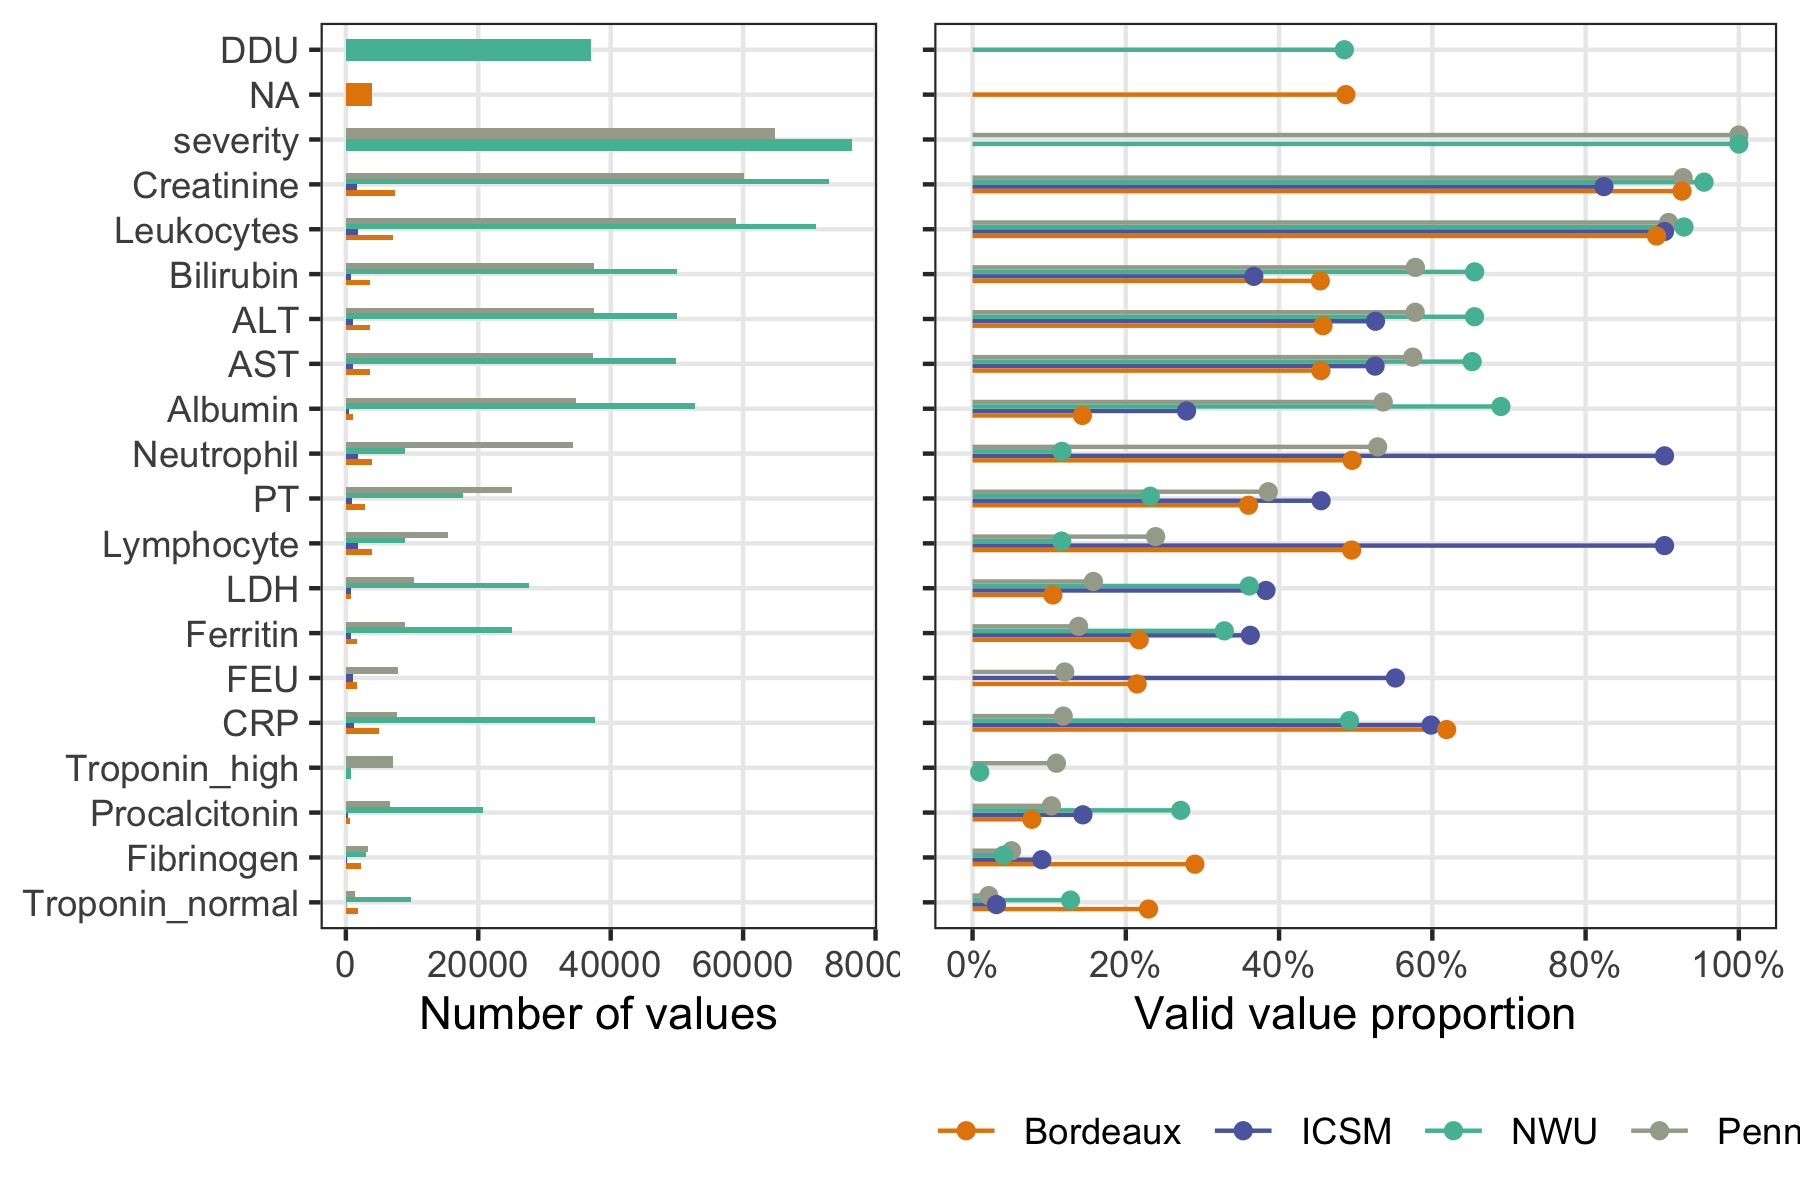 DDU
NA
severity
Creatinine
Leukocytes
Bilirubin
ALT
AST
Albumin
Neutrophil
PT
Lymphocyte
LDH
Ferritin
FEU
CRP
Troponin_high
Procalcitonin
Fibrinogen
Troponin_normal
0 20000 40000 60000 8000
0% 20% 40% 60% 80% 100%
Number of values
Valid value proportion
Bordeaux ICSM NWU Penn